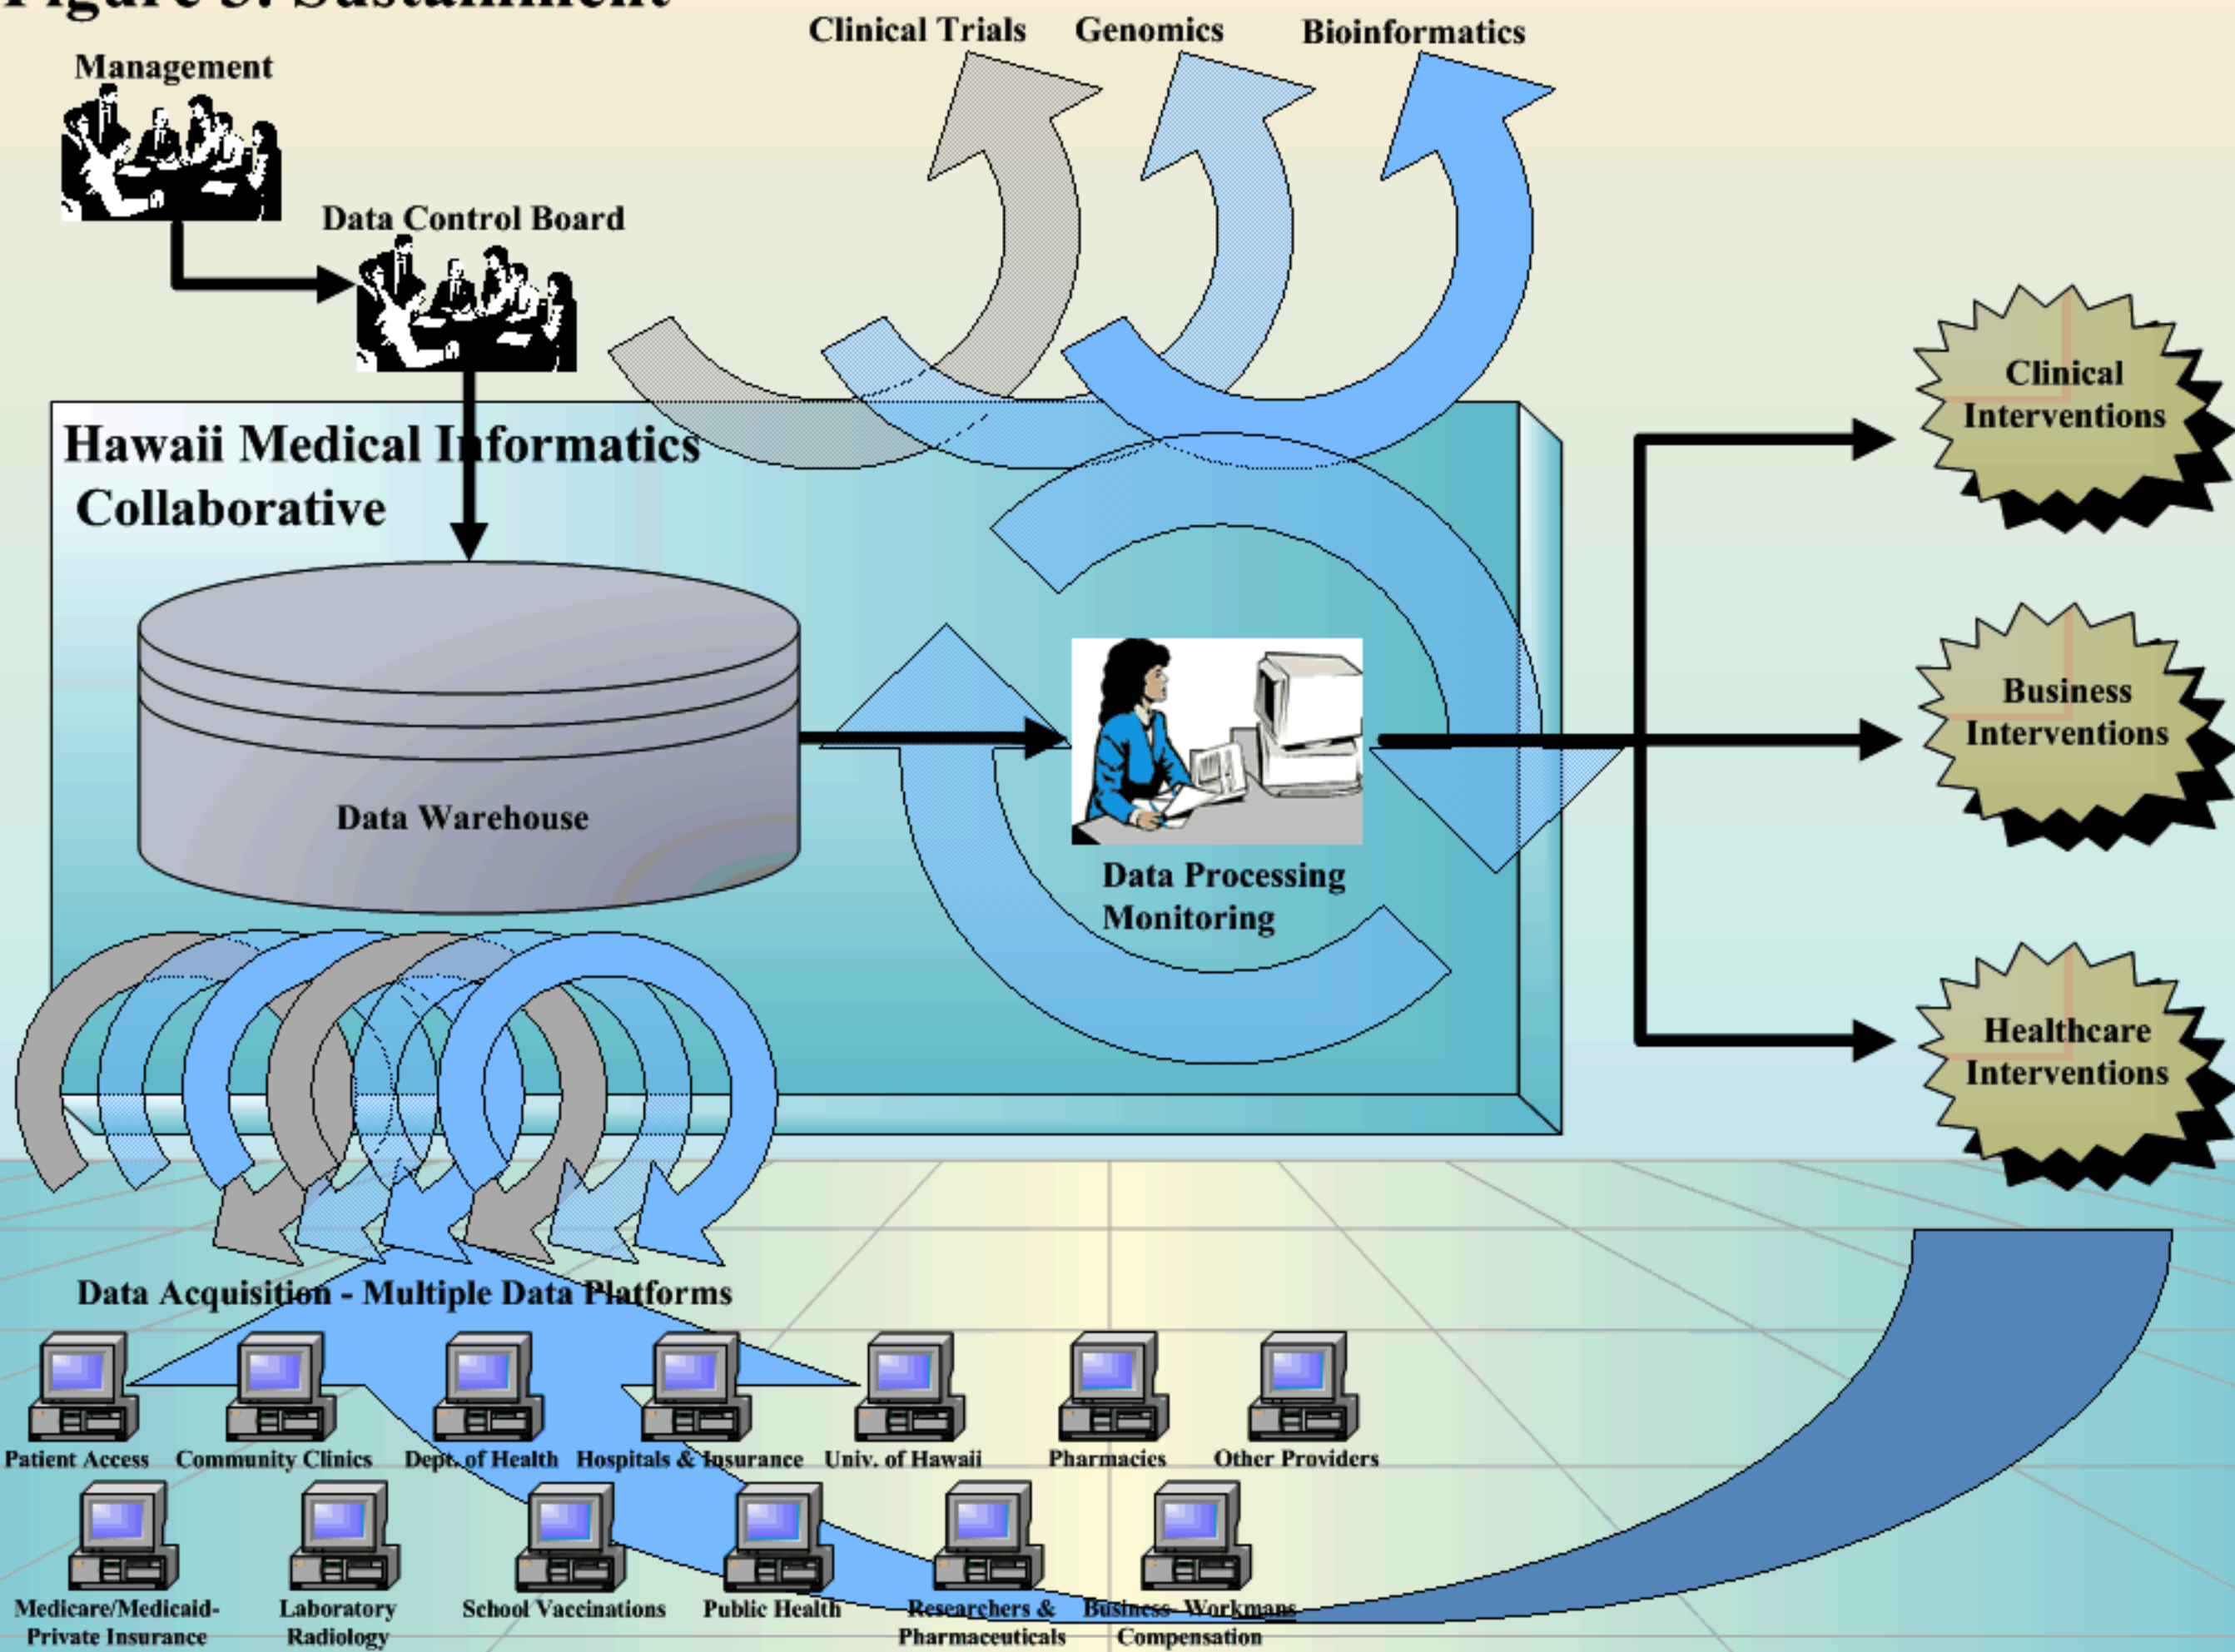 Figure 5: Sustainment
Clinical Trials
Genomics
Bioinformatics
Management
Data Control Board
Hawaii Medical Informatics
Collaborative
Clinical
Interventions
Business
Interventions
Data Warehouse
Data Processing
Monitoring
Healthcare
Interventions
Data Acquisition - Multiple Data Platforms
Patient Access
Community Clinics
Dept. of Health
Hospitals & Insurance
Univ. of Hawaii
Pharmacies
Other Providers
Medicare/Medicaid-
Private Insurance
Laboratory
Radiology
School Vaccinations
Public Health
Researchers &
Pharmaceuticals
Business Workmans
Compensation